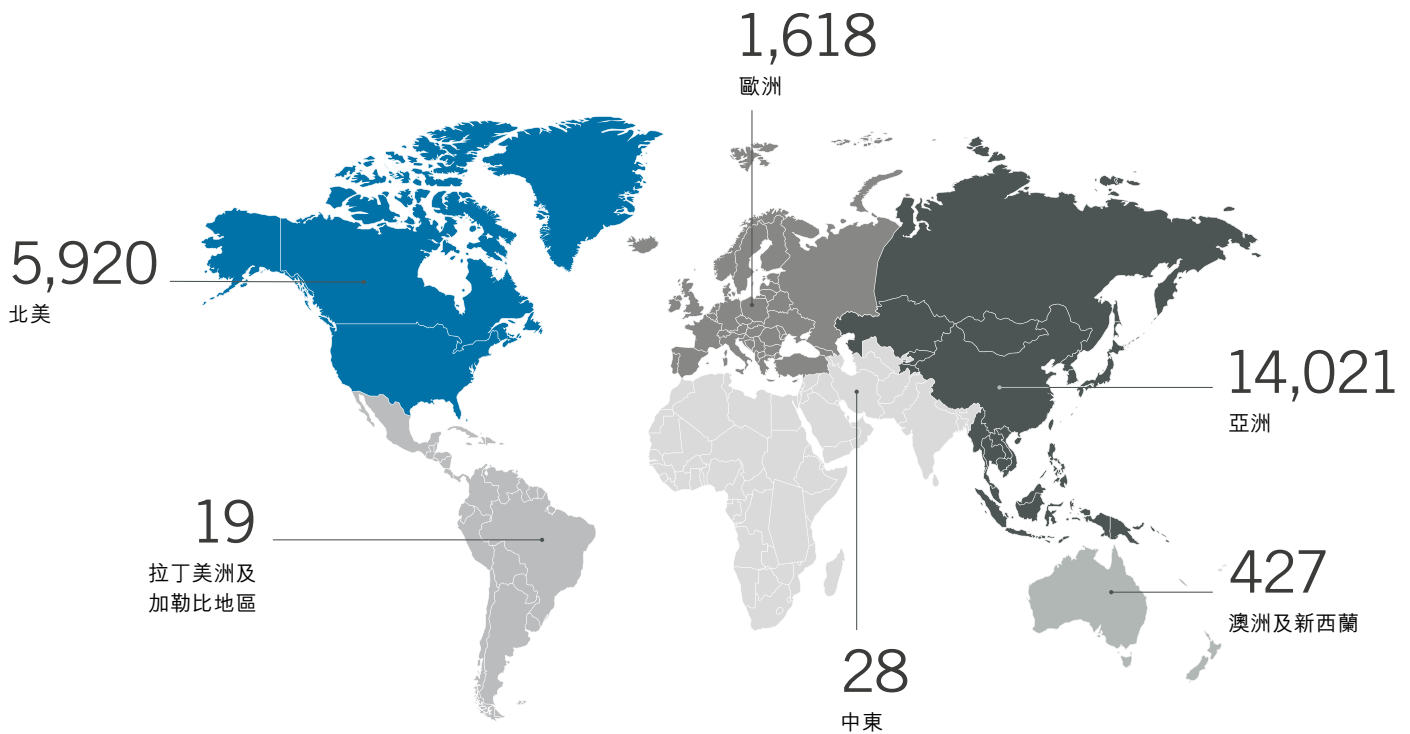 1,618
歐洲
5,920
北美
14,021
亞洲
19
拉丁美洲及
加勒比地區
427
澳洲及新西蘭
28
中東